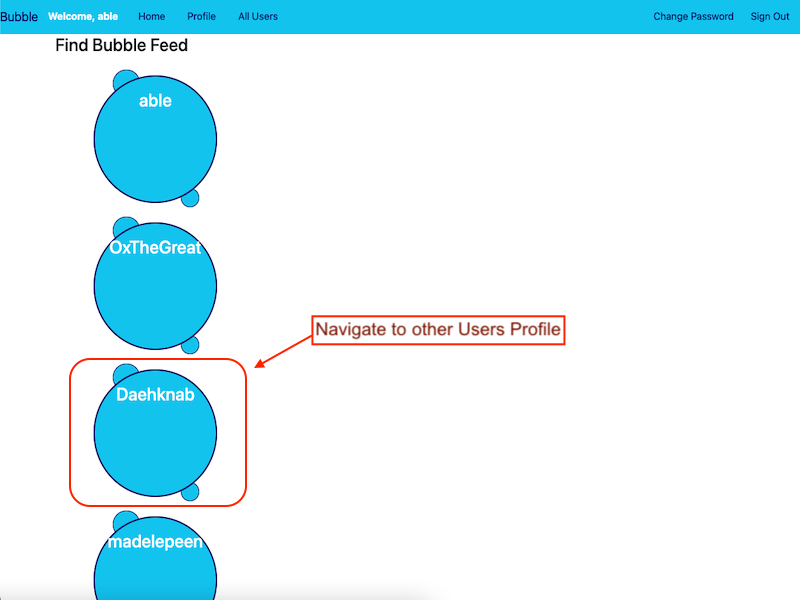 Bubble Welcome, able Home Profile All Users Change Password Sign Out
Find Bubble Feed
able
OxTheGreat
Navigate to other Users Profile
Daehknab
madelepeen